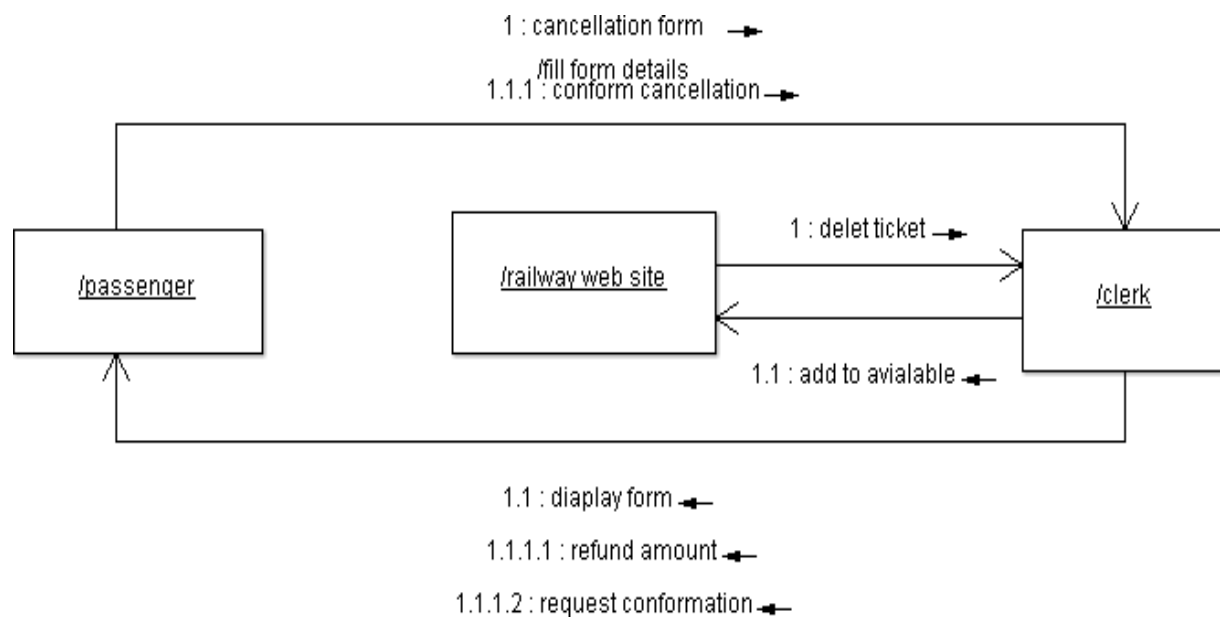 1 : cancellation form
/fill form details
1.1.1 : conform cancellation
/passenger
/railway web site
1 : delet ticket
/clerk
1.1 : add to avialable
1.1 : diaplay form
1.1.1.1 : refund amount
1.1.1.2 : request conformation